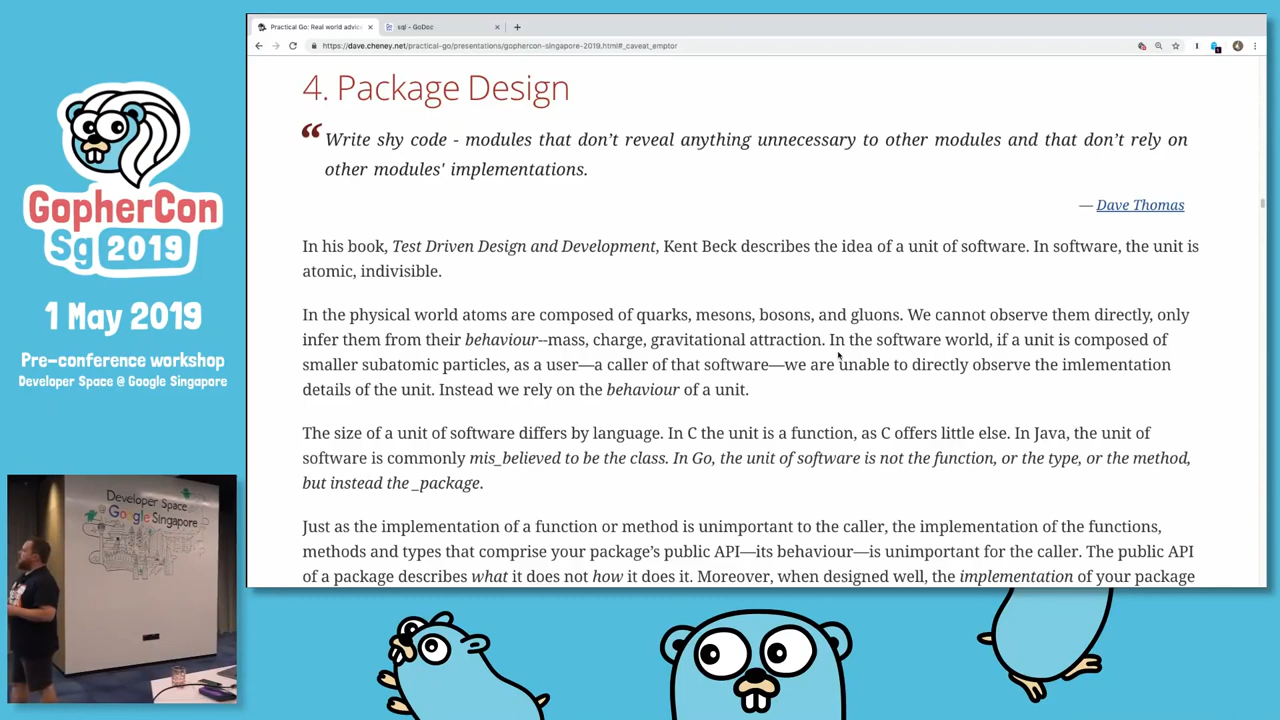 Practical Go: Real world advic
sql - GoDoc
https://dave.cheney.net/practical-go/presentations/gophercon-singapore-2019.html#_caveat_emptor
4. Package Design
“ Write shy code - modules that don’t reveal anything unnecessary to other modules and that don’t rely on
other modules' implementations.
— Dave Thomas
In his book, Test Driven Design and Development, Kent Beck describes the idea of a unit of software. In software, the unit is
atomic, indivisible.
In the physical world atoms are composed of quarks, mesons, bosons, and gluons. We cannot observe them directly, only
infer them from their behaviour--mass, charge, gravitational attraction. In the software world, if a unit is composed of
smaller subatomic particles, as a user—a caller of that software—we are unable to directly observe the imlementation
details of the unit. Instead we rely on the behaviour of a unit.
The size of a unit of software differs by language. In C the unit is a function, as C offers little else. In Java, the unit of
software is commonly mis_believed to be the class. In Go, the unit of software is not the function, or the type, or the method,
but instead the _package.
Just as the implementation of a function or method is unimportant to the caller, the implementation of the functions,
methods and types that comprise your package’s public API—its behaviour—is unimportant for the caller. The public API
of a package describes what it does not how it does it. Moreover, when designed well, the implementation of your package
GopherCon
Sg 2019
1 May 2019
Pre-conference workshop
Developer Space @ Google Singapore
Developer Space
@ Google Singapore